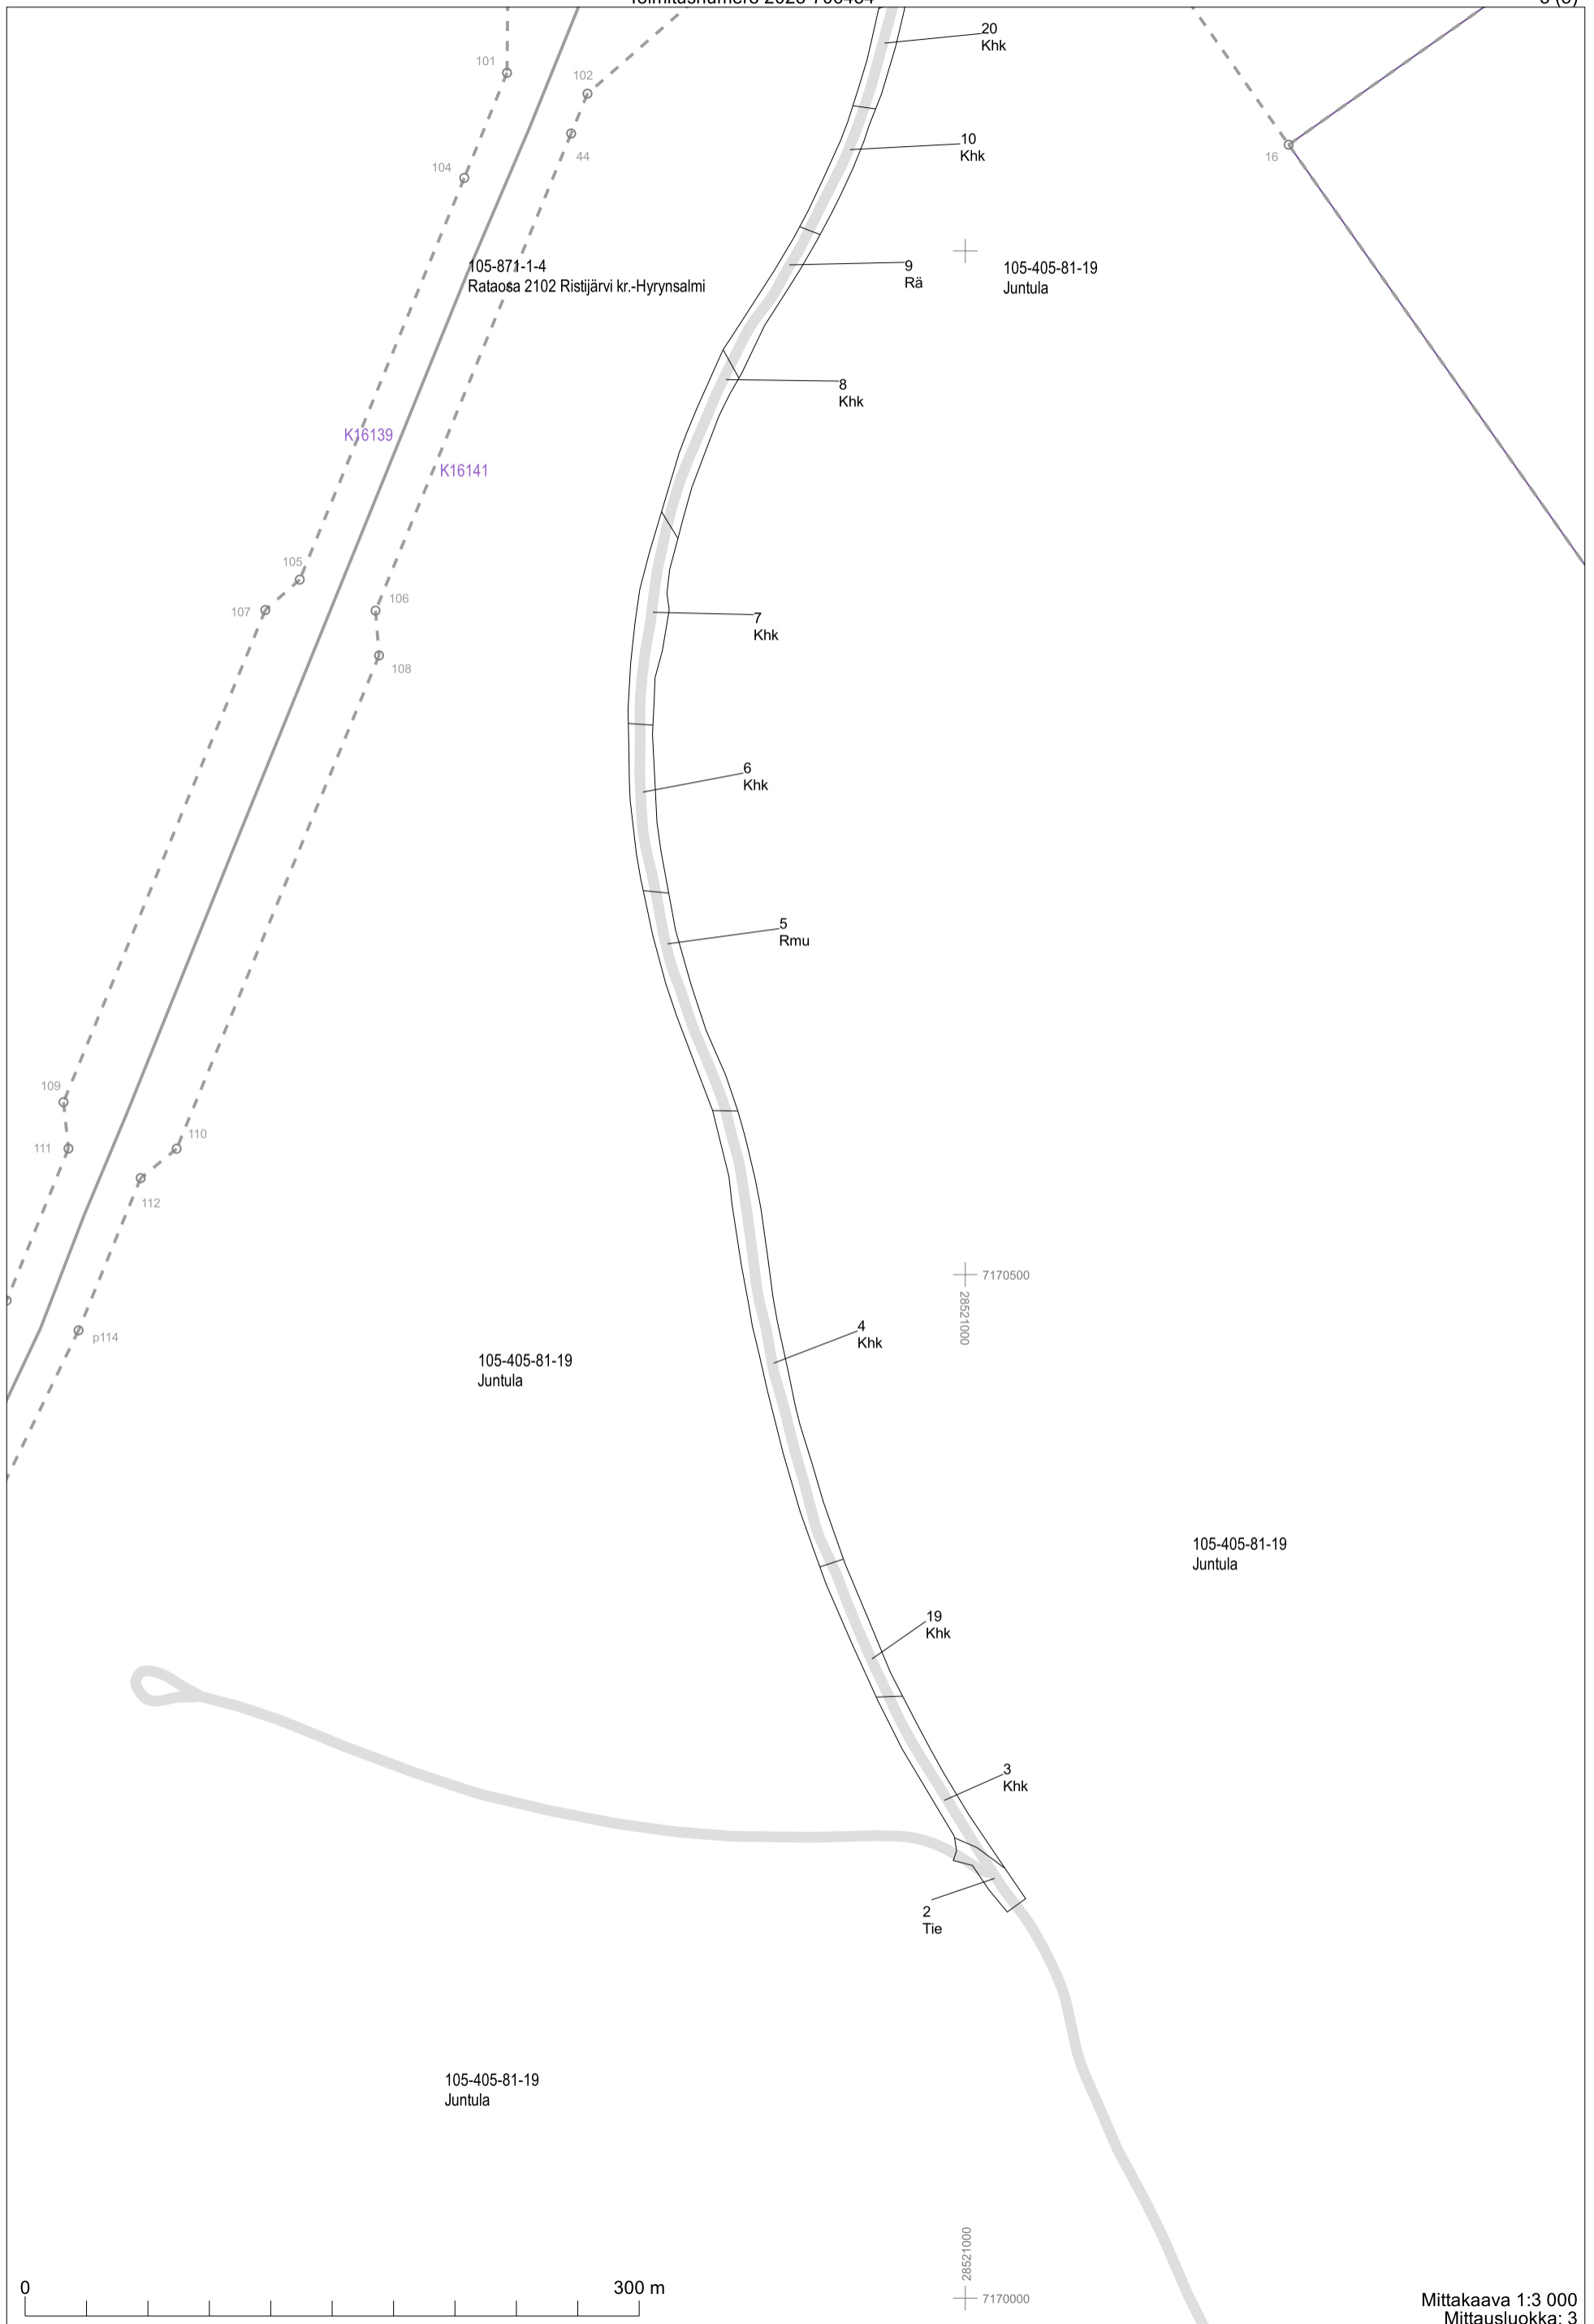 20
Khk
101
102
44
10
Khk
16
104
105-871-1-4
Rataosa 2102 Ristijärvi kr.-Hyrynsalmi
9
Rä
105-405-81-19
Juntula
8
Khk
K16139
K16141
105
107
106
7
Khk
108
6
Khk
5
Rmu
109
111
110
112
7170500
28521000
p114
4
Khk
105-405-81-19
Juntula
105-405-81-19
Juntula
19
Khk
3
Khk
2
Tie
105-405-81-19
Juntula
28521000
0
300 m
7170000
Mittakaava 1:3 000
Mittausluokka: 3